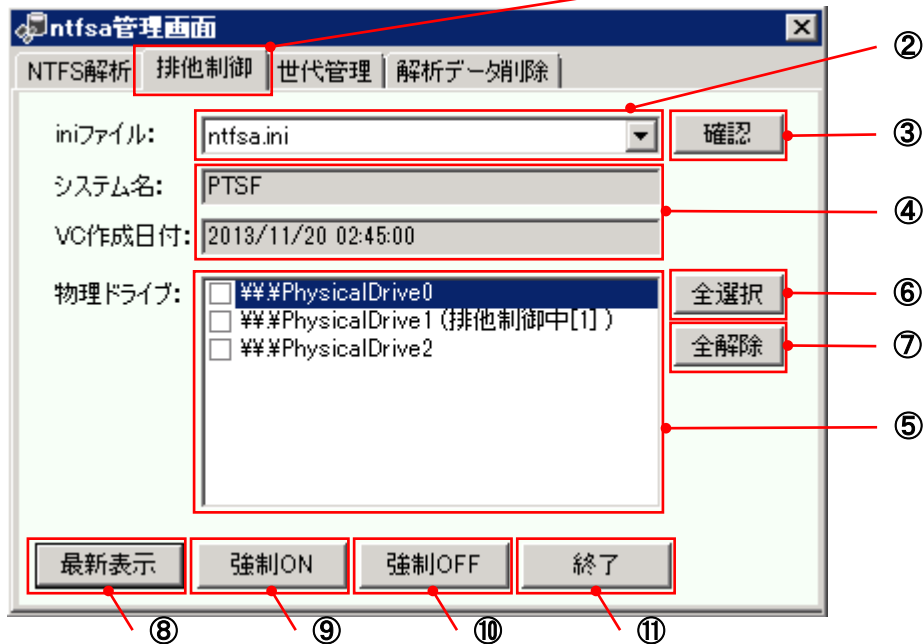 ntfsa管理画面
②
NTFS解析 排他制御 世代管理 解析データ削除
iniファイル: ntfsa.ini 確認 ③
システム名: PTSF
④
VC作成日付: 2013/11/20 02:45:00
物理ドライブ: ¥¥.¥PhysicalDrive0 全選択 ⑥
¥¥.¥PhysicalDrive1 (排他制御中[1] )
¥¥.¥PhysicalDrive2 全解除 ⑦
⑤
最新表示 強制ON 強制OFF 終了
⑧ ⑨ ⑩ ⑪